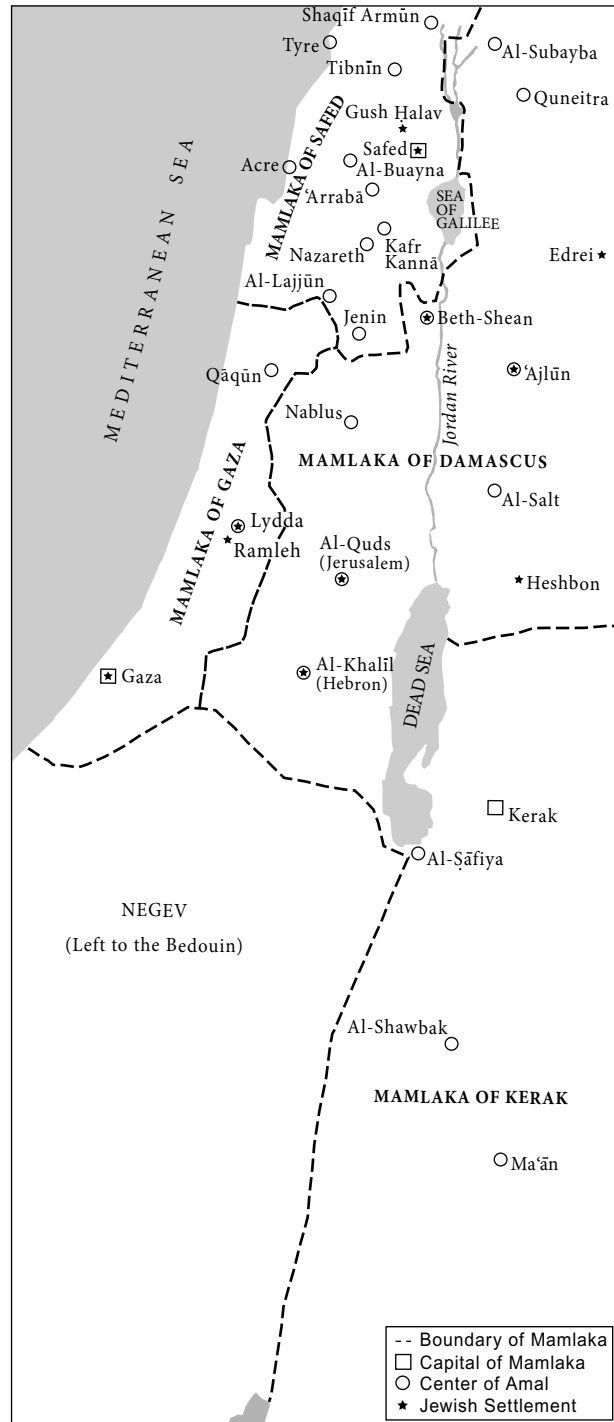 Shaqīf Armūn
Tyre
Al-Subayba
Tibnīn
Quneitra
Gush Ḥalav
MAMLAKA OF SAFED
Safed
Acre
Al-Buayna
ʿArrabā
SEA
OF
GALILEE
MEDITERRANEAN SEA
Nazareth
Kafr
Kannā
Edrei
Al-Lajjūn
Jenin
Beth-Shean
Qāqūn
ʿAjlūn
Jordan River
Nablus
MAMLAKA OF DAMASCUS
MAMLAKA OF GAZA
Al-Salt
Lydda
Ramleh
Al-Quds
(Jerusalem)
Heshbon
Gaza
Al-Khalīl
(Hebron)
DEAD SEA
Kerak
Al-Ṣāfiya
NEGEV
(Left to the Bedouin)
Al-Shawbak
MAMLAKA OF KERAK
Maʿān
-- Boundary of Mamlaka
Capital of Mamlaka
Center of Amal
Jewish Settlement